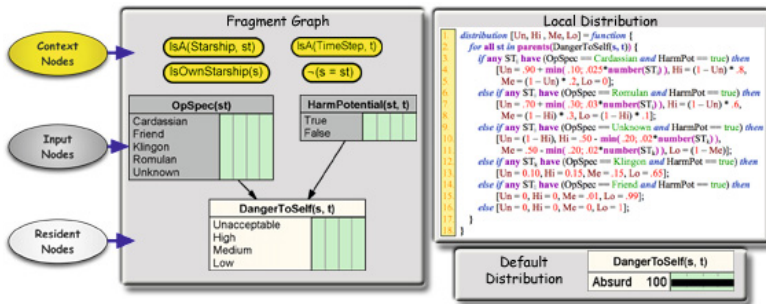 Fragment Graph
Context
Nodes
IsA(Starship, st)
IsA(TimeStep, t)
IsOwnStarship(s)
¬(s = st)
Input
Nodes
OpSpec(st)
Cardassian
Friend
Klingon
Romulan
Unknown
HarmPotential(st, t)
True
False
Resident
Nodes
DangerToSelf(s, t)
Unacceptable
High
Medium
Low
Local Distribution
1. distribution [Un, Hi , Me, Lo] = function {
2. for all st in parents(DangerToSelf(s, t)) {
3. if any STi have (OpSpec == Cardassian and HarmPot == true) then
4. [Un = .90 + min( .10; .025*number(STi) ), Hi = (1 – Un) * .8,
5. Me = (1 – Un) * .2, Lo = 0];
6. else if any STj have (OpSpec == Romulan and HarmPot == true) then
7. [Un = .70 + min( .30; .03*number(STj) ), Hi = (1 – Un) * .6,
8. Me = (1 – Hi) * .3, Lo = (1 – Hi) * .1];
9. else if any STk have (OpSpec == Unknown and HarmPot == true) then
10. [Un = (1 – Hi), Hi = .50 - min( .20; .02*number(STk) ),
11. Me = .50 - min( .20; .02*number(STk) ), Lo = (1 – Me)];
12. else if any STk have (OpSpec == Klingon and HarmPot == true) then
13. [Un = 0.10, Hi = 0.15, Me = .15, Lo = .65];
14. else if any STl have (OpSpec == Friend and HarmPot == true) then
15. [Un = 0, Hi = 0, Me = .01, Lo = .99];
16. else [Un = 0, Hi = 0, Me = 0, Lo = 1];
17. }
18. }
Default
Distribution
DangerToSelf(s, t)
Absurd 100